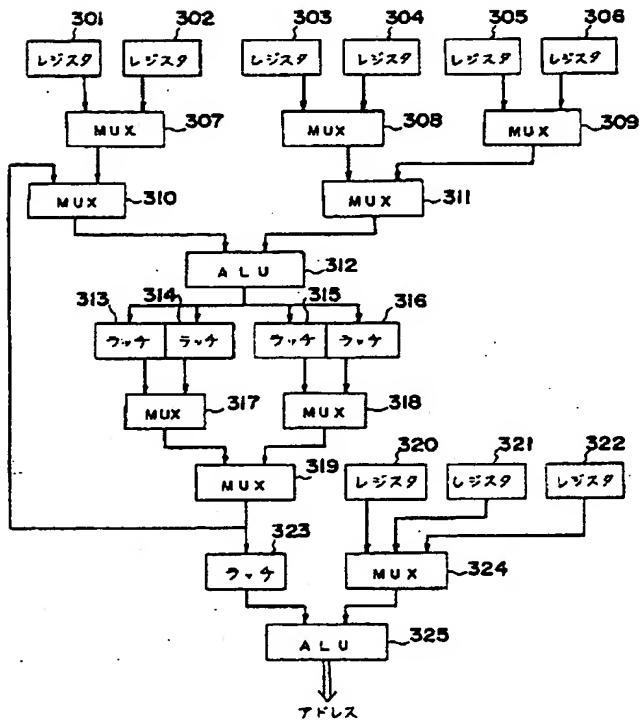 301 302 303 304 305 306
レジスタ レジスタ レジスタ レジスタ レジスタ レジスタ
MUX 307 MUX 308 MUX 309
MUX 310 MUX 311
ALU 312
313 314 315 316
ラッチ ラッチ ラッチ ラッチ
MUX 317 MUX 318
MUX 319
320 321 322
レジスタ レジスタ レジスタ
323
ラッチ MUX 324
ALU 325
アドレス